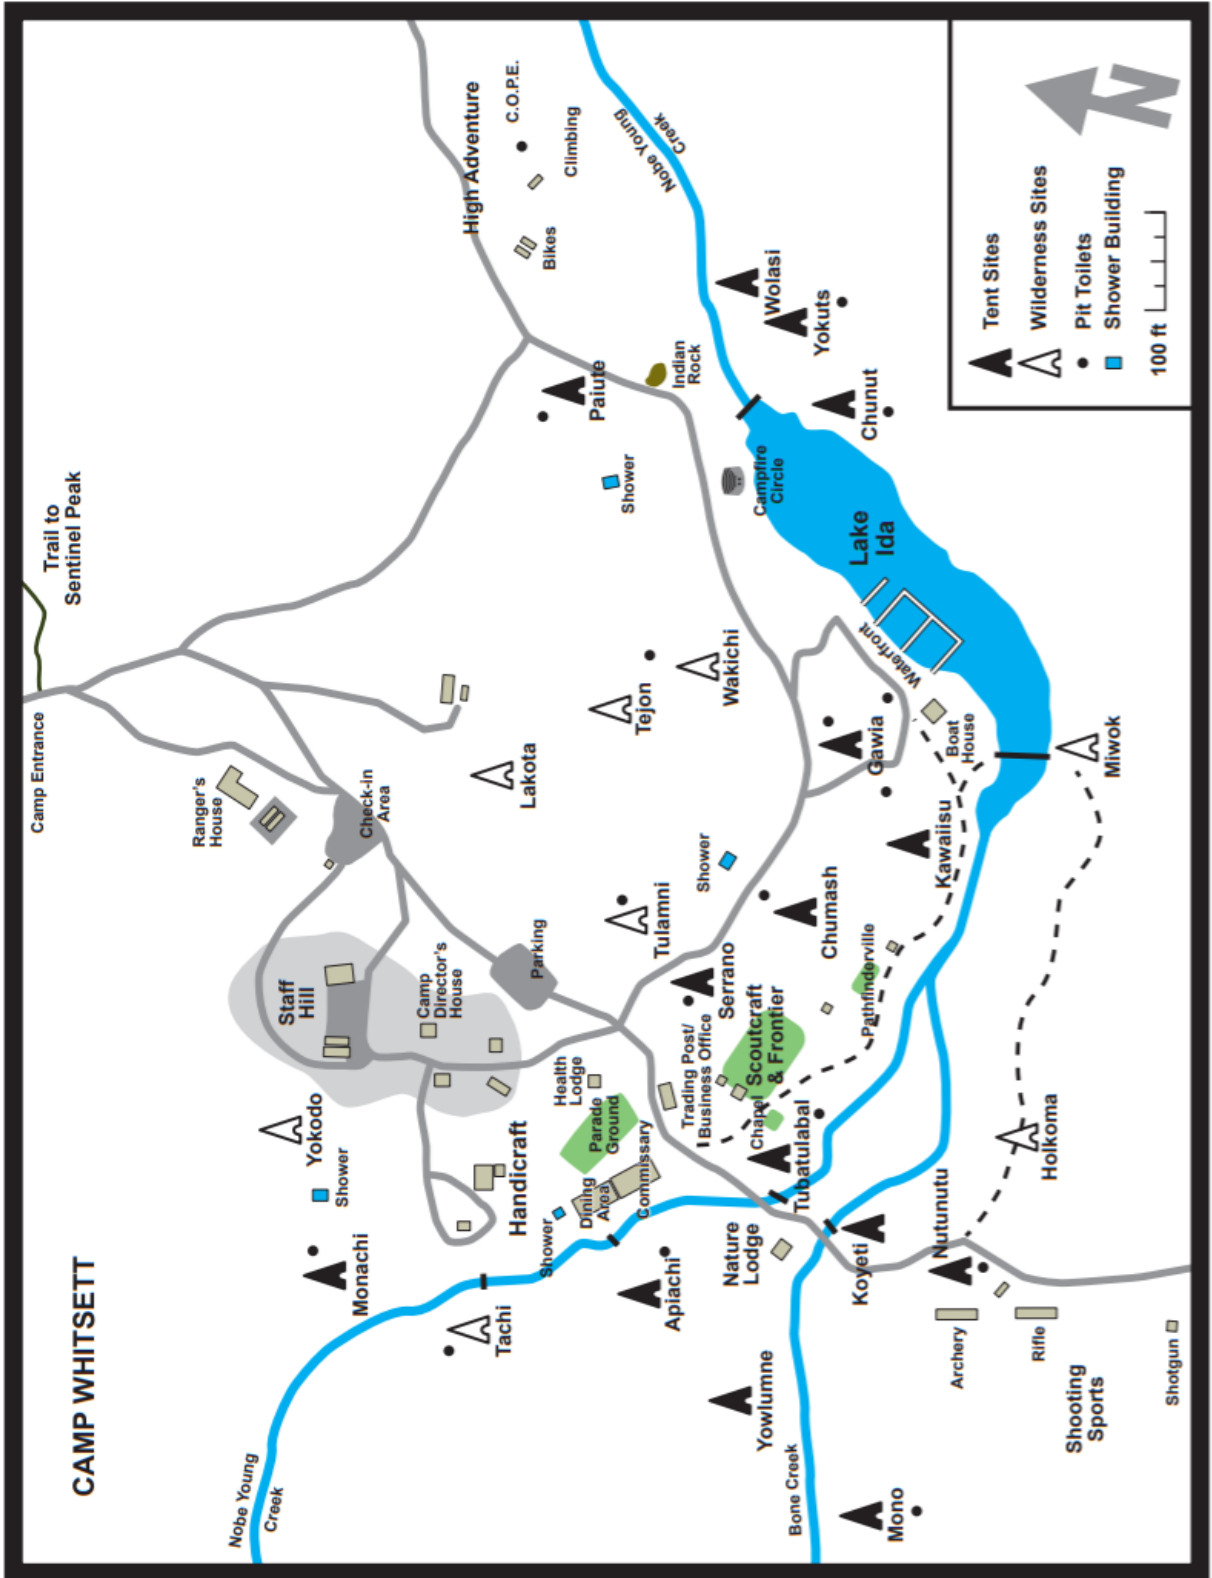 CAMP WHITSETT
Nobe Young
Creek
Monachi
Shower
Yokodo
Tachi
Handicraft
Shower
Staff
Hill
Camp
Director's
House
Ranger's
House
Camp Entrance
Check-in
Area
Parking
Trail to
Sentinel Peak
Lakota
High Adventure
C.O.P.E.
Climbing
Bikes
Nobe Young
Creek
Paiute
Shower
Indian
Rock
Tejon
Wakichi
Tulamni
Shower
Health
Lodge
Parade
Ground
Dining
Area
Commissary
Apiachi
Trading Post/
Business Office
Serrano
Scoutcraft
& Frontier
Chapel
Tubatulabal
Nature
Lodge
Yowlumne
Bone Creek
Mono
Koyeti
Nutunutu
Chumash
Pathfinderville
Kawaiisu
Gawia
Boat
House
Waterfront
Lake
Ida
Campfire
Circle
Chunut
Yokuts
Wolasi
Miwok
Holkoma
Archery
Rifle
Shooting
Sports
Shotgun
N
Tent Sites
Wilderness Sites
Pit Toilets
Shower Building
100 ft